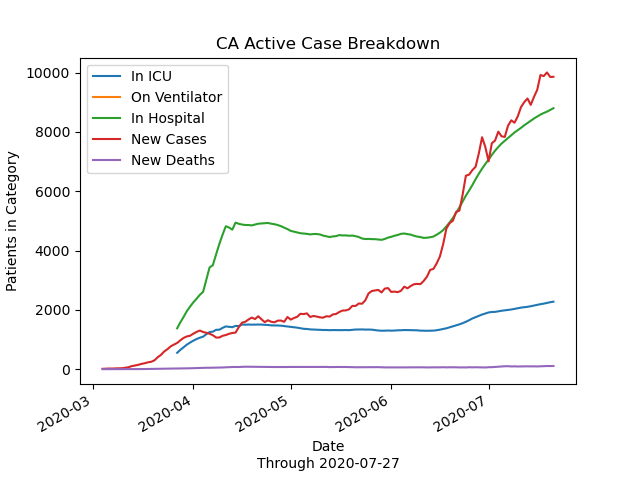 CA Active Case Breakdown
In ICU
On Ventilator
In Hospital
New Cases
New Deaths
Patients in Category
10000
8000
6000
4000
2000
0
2020-03
2020-04
2020-05
2020-06
2020-07
Date
Through 2020-07-27